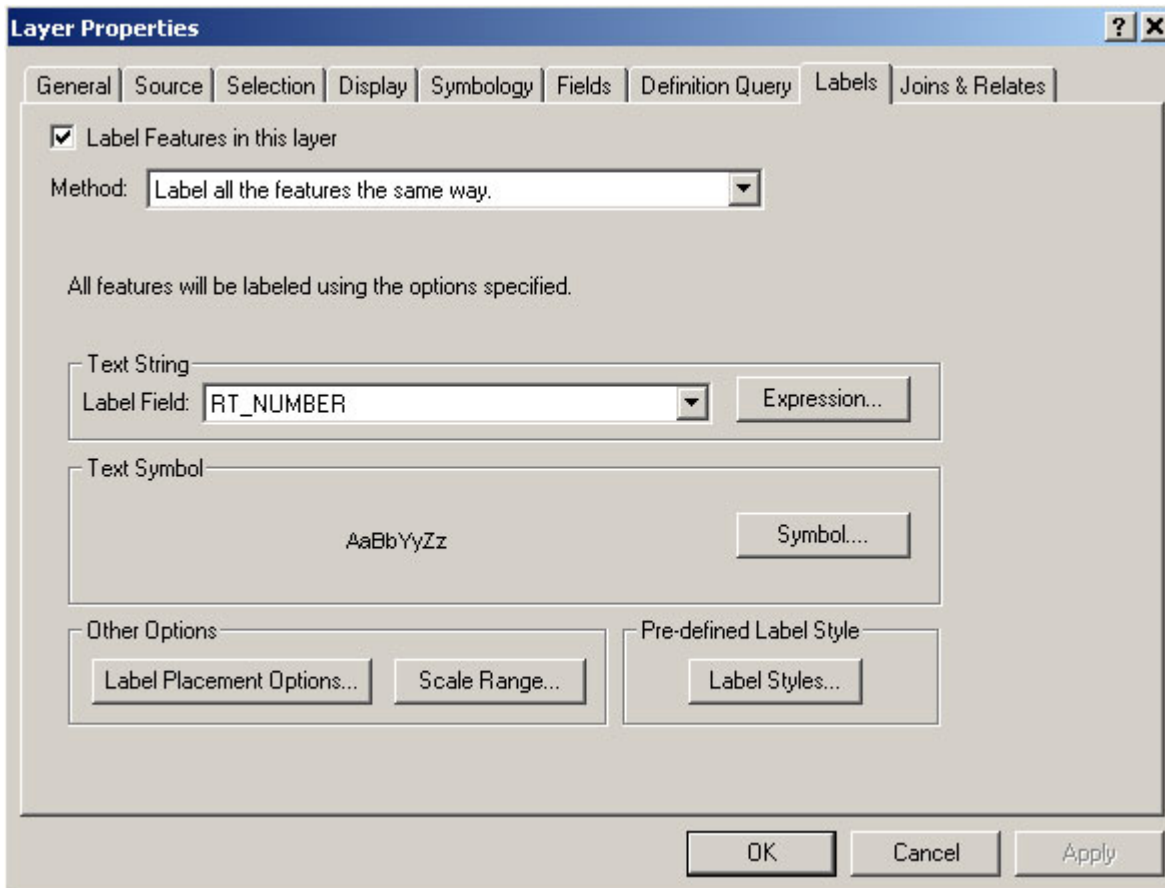 Layer Properties
General Source Selection Display Symbology Fields Definition Query Labels Joins & Relates
Label Features in this layer
Method: Label all the features the same way.
All features will be labeled using the options specified.
Text String
Label Field: RT_NUMBER Expression...
Text Symbol
AaBbYyZz Symbol....
Other Options Pre-defined Label Style
Label Placement Options... Scale Range... Label Styles...
OK Cancel Apply